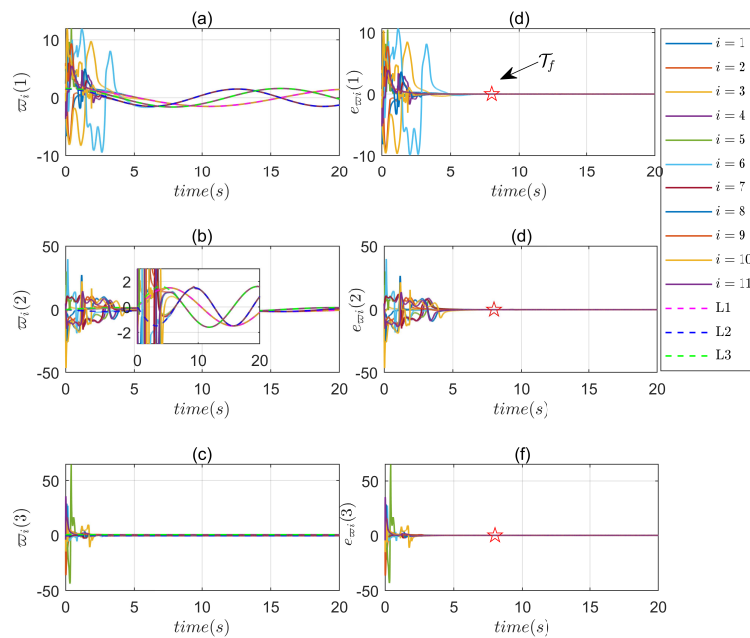 (a)
10
0
-10
0
5
10
15
20
time(s)
ϖi(1)
(d)
10
0
-10
0
5
10
15
20
time(s)
eϖi(1)
𝒯f
i = 1
i = 2
i = 3
i = 4
i = 5
i = 6
i = 7
i = 8
i = 9
i = 10
i = 11
L1
L2
L3
(b)
50
0
-50
0
5
10
15
20
time(s)
ϖi(2)
2
0
-2
0
10
20
(d)
50
0
-50
0
5
10
15
20
time(s)
eϖi(2)
(c)
50
0
-50
0
5
10
15
20
time(s)
ϖi(3)
(f)
50
0
-50
0
5
10
15
20
time(s)
eϖi(3)